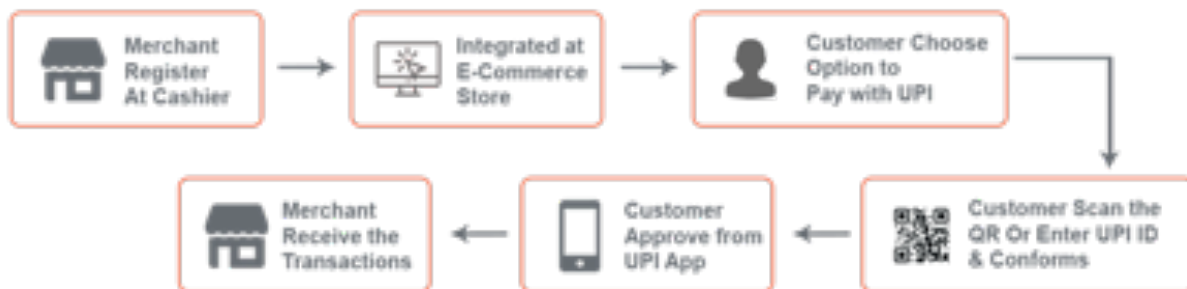 Merchant
Register
At Cashier
Integrated at
E-Commerce
Store
Customer Choose
Option to
Pay with UPI
Customer Scan the
QR Or Enter UPI ID
& Conforms
Customer
Approve from
UPI App
Merchant
Receive the
Transactions